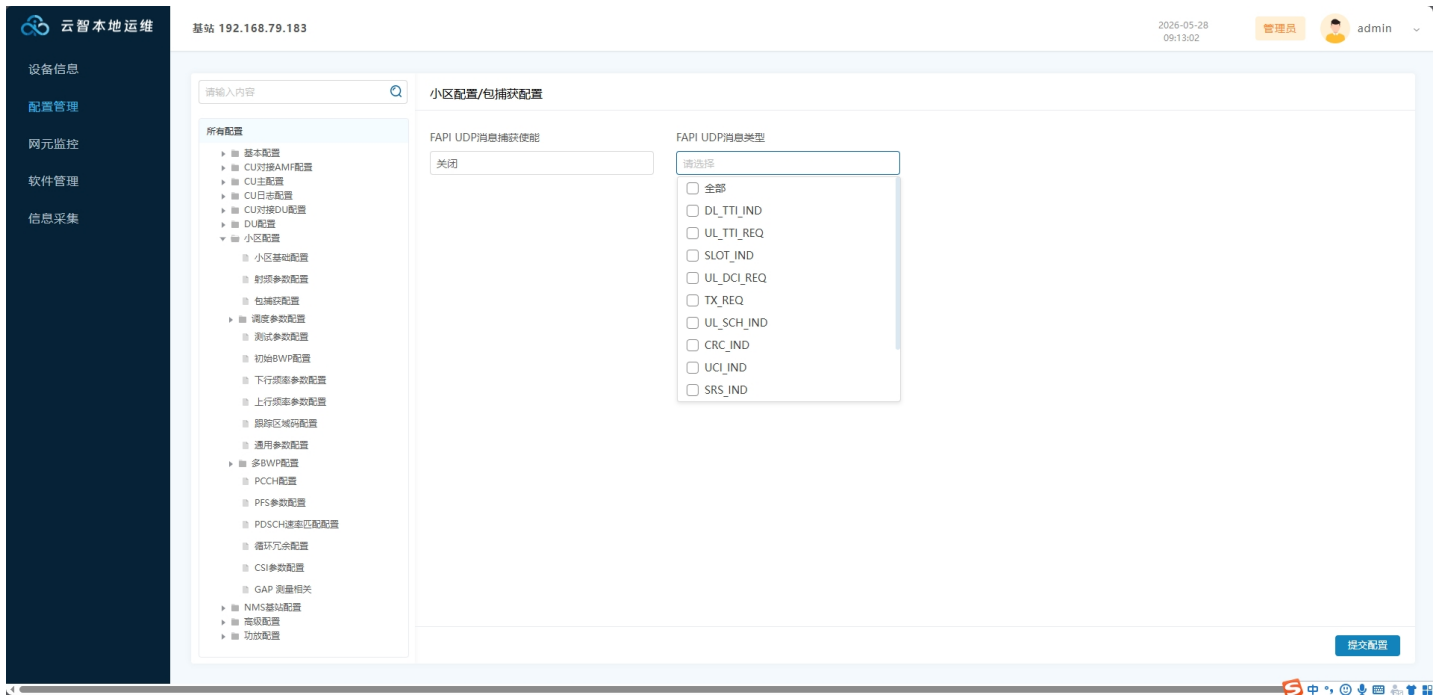 云智本地运维
基站 192.168.79.183
2026-05-28
09:13:02
管理员
admin
设备信息
配置管理
网元监控
软件管理
信息采集
请输入内容
所有配置
基本配置
CU对接AMF配置
CU主配置
CU日志配置
CU对接DU配置
DU配置
小区配置
小区基础配置
射频参数配置
包捕获配置
调度参数配置
测试参数配置
初始BWP配置
下行频率参数配置
上行频率参数配置
跟踪区域码配置
通用参数配置
多BWP配置
PCCH配置
PFS参数配置
PDSCH速率匹配配置
循环冗余配置
CSI参数配置
GAP 测量相关
NMS基站配置
高级配置
功放配置
小区配置/包捕获配置
FAPI UDP消息捕获使能
关闭
FAPI UDP消息类型
请选择
全部
DL_TTI_IND
UL_TTI_REQ
SLOT_IND
UL_DCI_REQ
TX_REQ
UL_SCH_IND
CRC_IND
UCI_IND
SRS_IND
提交配置
中